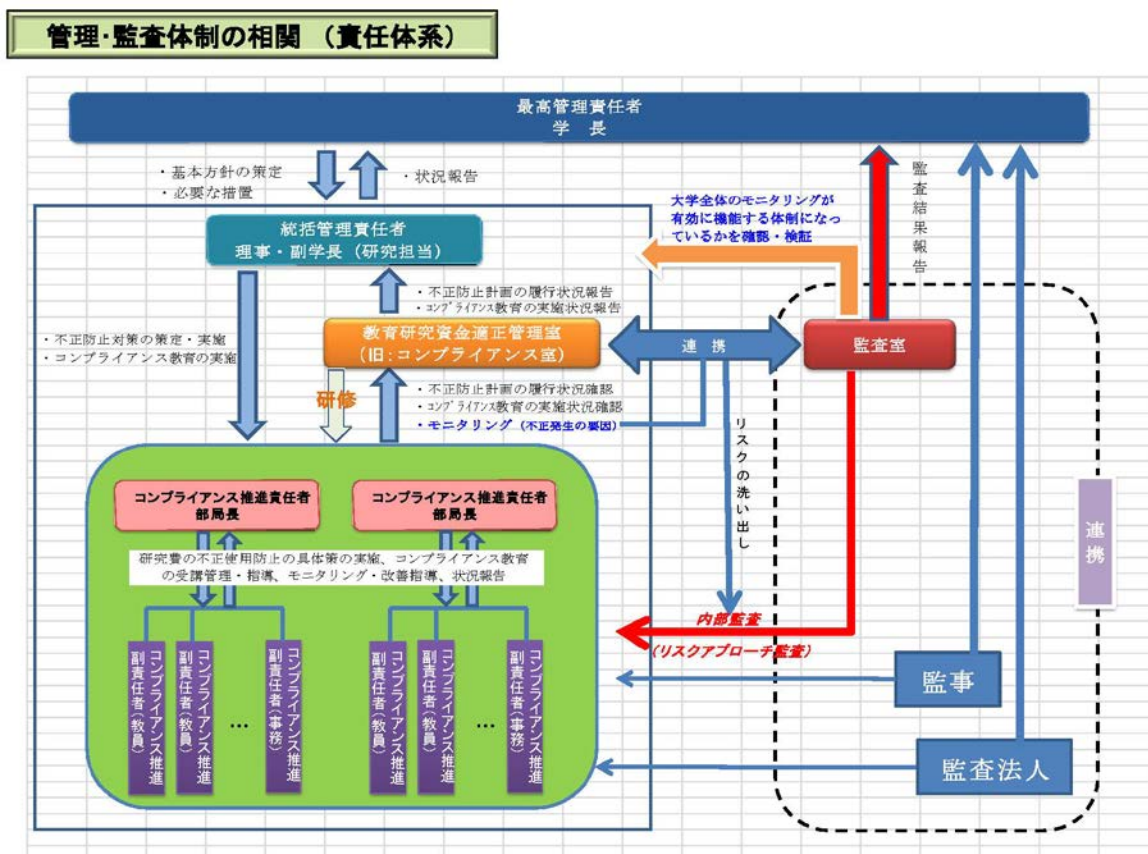 管理・監査体制の相関 （責任体系）
最高管理責任者
学 長
・基本方針の策定
・必要な措置
・状況報告
監査結果報告
大学全体のモニタリングが
有効に機能する体制になっ
ているかを確認・検証
統括管理責任者
理事・副学長（研究担当）
・不正防止計画の履行状況報告
・コンプライアンス教育の実施状況報告
・不正防止対策の策定・実施
・コンプライアンス教育の実施
教育研究資金適正管理室
（旧：コンプライアンス室）
連 携
監査室
研修
・不正防止計画の履行状況確認
・コンプライアンス教育の実施状況確認
・モニタリング（不正発生の要因）
リスクの洗い出し
コンプライアンス推進責任者
部局長
コンプライアンス推進責任者
部局長
研究費の不正使用防止の具体策の実施、コンプライアンス教育
の受講管理・指導、モニタリング・改善指導、状況報告
連携
内部監査
（リスクアプローチ監査）
コンプライアンス推進
副責任者（教員）
コンプライアンス推進
副責任者（教員）
…
コンプライアンス推進
副責任者（事務）
コンプライアンス推進
副責任者（教員）
コンプライアンス推進
副責任者（教員）
…
コンプライアンス推進
副責任者（事務）
監事
監査法人